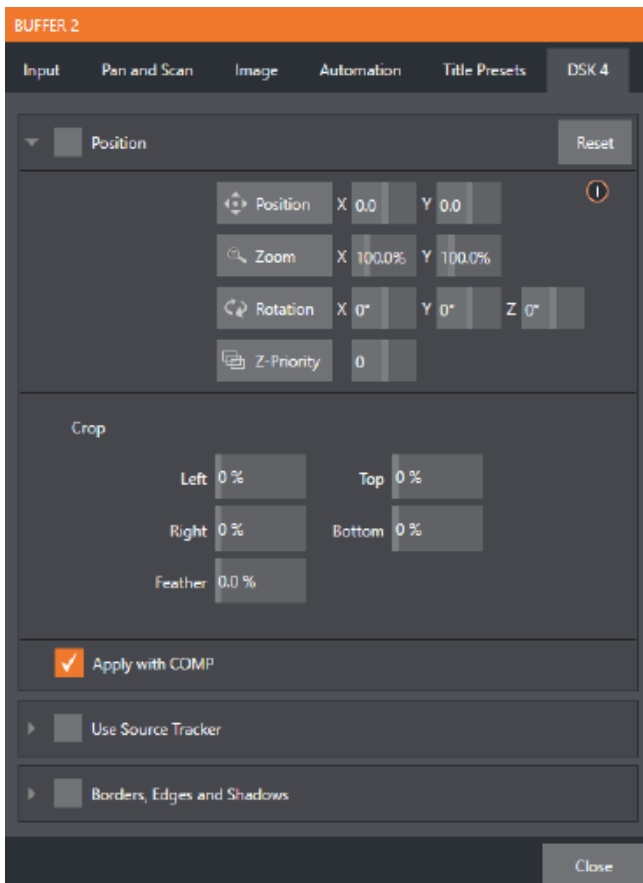 BUFFER 2
Input Pan and Scan Image Automation Title Presets DSK 4
Position Reset
Position X 0.0 Y 0.0
Zoom X 100.0% Y 100.0%
Rotation X 0° Y 0° Z 0°
Z-Priority 0
Crop
Left 0 % Top 0 %
Right 0 % Bottom 0 %
Feather 0.0 %
Apply with COMP
Use Source Tracker
Borders, Edges and Shadows
Close